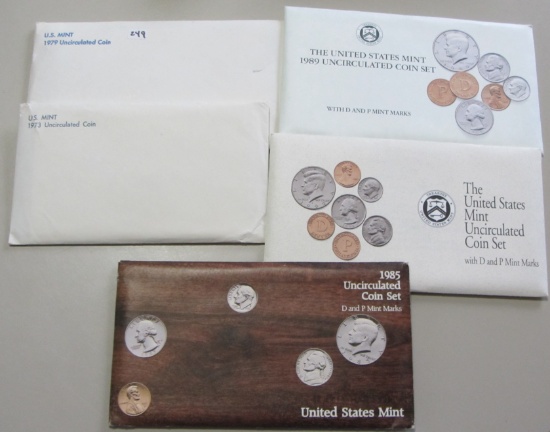 U.S. MINT
1979 Uncirculated Coin
249
THE UNITED STATES MINT
1989 UNCIRCULATED COIN SET
WITH D AND P MINT MARKS
P
D
U.S. MINT
1973 Uncirculated Coin
The
United States
Mint
Uncirculated
Coin Set
with D and P Mint Marks
D
P
1985
Uncirculated
Coin Set
D and P Mint Marks
United States Mint